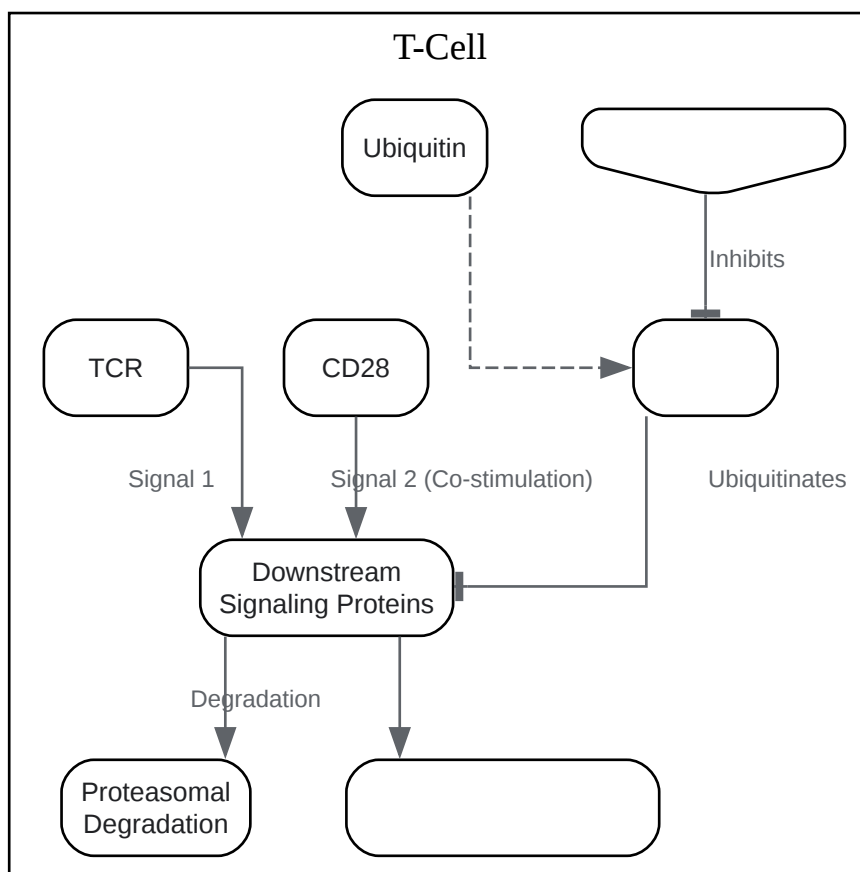 T-Cell
Ubiquitin
Inhibits
TCR
CD28
Signal 1
Signal 2 (Co-stimulation)
Ubiquitinates
Downstream
Signaling Proteins
Degradation
Proteasomal
Degradation